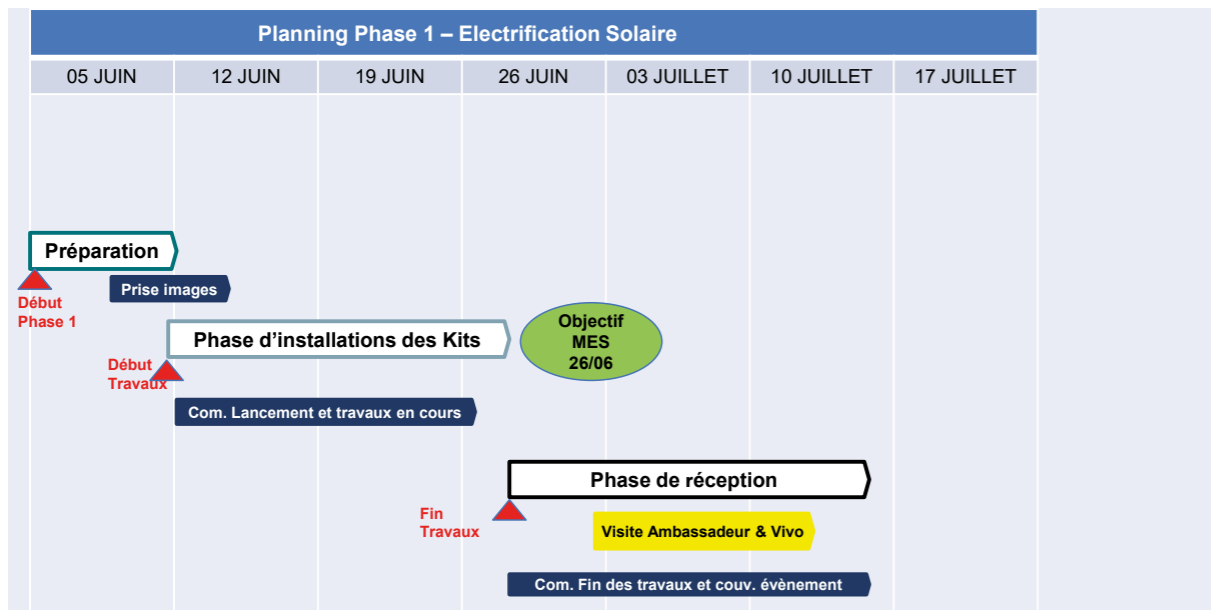 Planning Phase 1 – Electrification Solaire
05 JUIN 12 JUIN 19 JUIN 26 JUIN 03 JUILLET 10 JUILLET 17 JUILLET
Préparation
Début
Phase 1
Prise images
Phase d'installations des Kits
Objectif
MES
26/06
Début
Travaux
Com. Lancement et travaux en cours
Phase de réception
Fin
Travaux
Visite Ambassadeur & Vivo
Com. Fin des travaux et couv. évènement